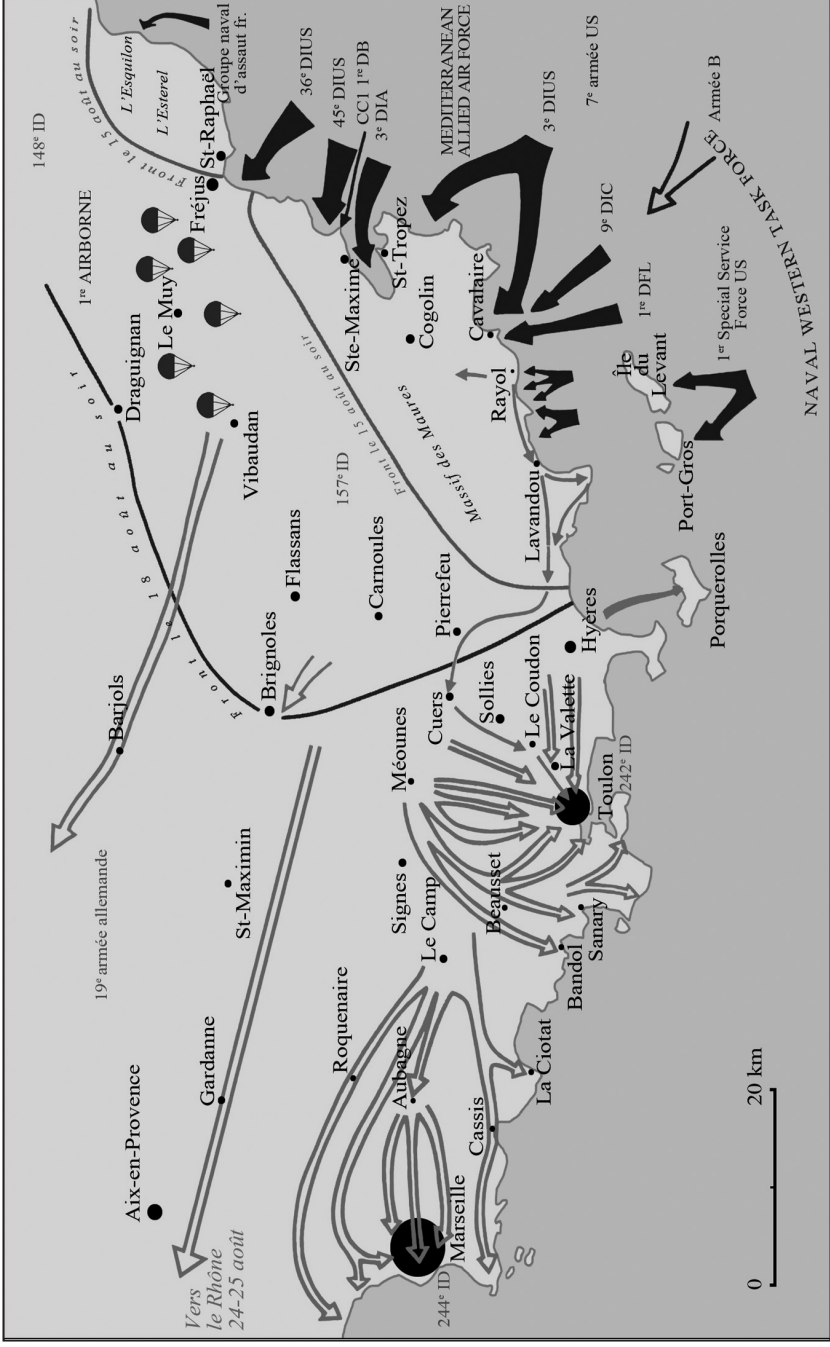 148e ID
L'Esquilon
L'Esterel
Groupe naval
d'assaut fr.
Front le 15 août au soir
St-Raphaël
Fréjus
36e DIUS
45e DIUS
CC1 1re DB
3e DIA
MEDITERRANEAN
ALLIED AIR FORCE
3e DIUS
7e armée US
Armée B
NAVAL WESTERN TASK FORCE
9e DIC
1re DFL
1er Special Service
Force US
1re AIRBORNE
Le Muy
Draguignan
Vibaudan
Ste-Maxime
St-Tropez
Cogolin
Cavalaire
Rayol
Île
du
Levant
Port-Gros
Porquerolles
Front le 15 août au soir
Massif des Maures
157e ID
Front le 18 août au soir
Flassans
Carnoules
Pierrefeu
Lavandou
Hyères
Brignoles
Barjols
Cuers
Sollies
Le Coudon
La Valette
Toulon
242e ID
Méounes
Signes
Le Camp
Beausset
Sanary
Bandol
19e armée allemande
St-Maximin
Gardanne
Roquenaire
Aubagne
Cassis
La Ciotat
Aix-en-Provence
Marseille
244e ID
Vers
le Rhône
24-25 août
0
20 km